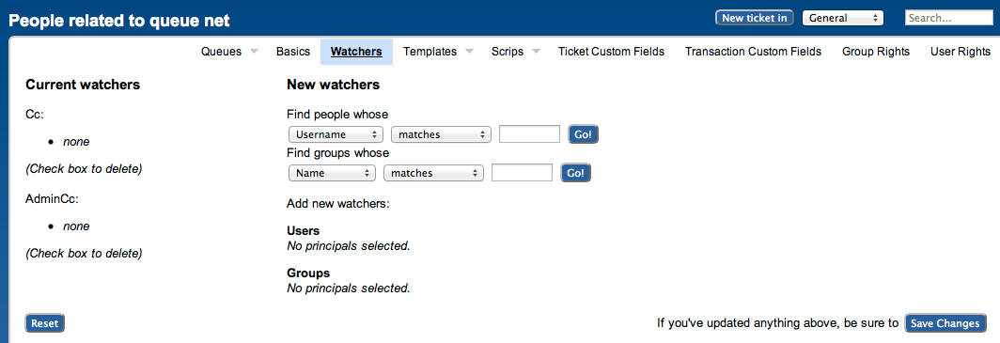 People related to queue net
New ticket in General Search...
Queues Basics Watchers Templates Scrips Ticket Custom Fields Transaction Custom Fields Group Rights User Rights
Current watchers
Cc:
• none
(Check box to delete)
AdminCc:
• none
(Check box to delete)
New watchers
Find people whose
Username matches Go!
Find groups whose
Name matches Go!
Add new watchers:
Users
No principals selected.
Groups
No principals selected.
Reset
If you've updated anything above, be sure to Save Changes